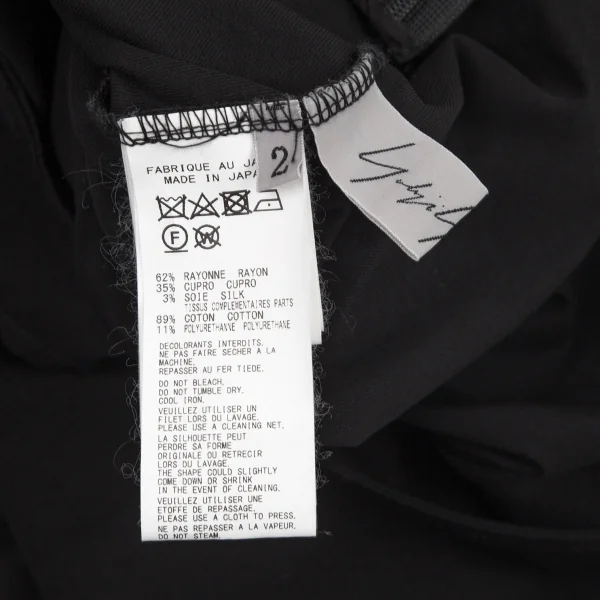 FABRIQUE AU JA
MADE IN JAPA
2
F
W
62% RAYONNE RAYON
35% CUPRO CUPRO
3% SOIE SILK
TISSUS COMPLEMENTAIRES PARTS
89% COTON COTTON
11% POLYURETHANNE POLYURETHANE
DECOLORANTS INTERDITS.
NE PAS FAIRE SECHER A LA
MACHINE.
REPASSER AU FER TIEDE.
DO NOT BLEACH.
DO NOT TUMBLE DRY.
COOL IRON.
VEUILLEZ UTILISER UN
FILET LORS DU LAVAGE.
PLEASE USE A CLEANING NET.
LA SILHOUETTE PEUT
PERDRE SA FORME
ORIGINALE OU RETRECIR
LORS DU LAVAGE.
THE SHAPE COULD SLIGHTLY
COME DOWN OR SHRINK
IN THE EVENT OF CLEANING.
VEUILLEZ UTILISER UNE
ETOFFE DE REPASSAGE.
PLEASE USE A CLOTH TO PRESS.
NE PAS REPASSER A LA VAPEUR.
DO NOT STEAM.